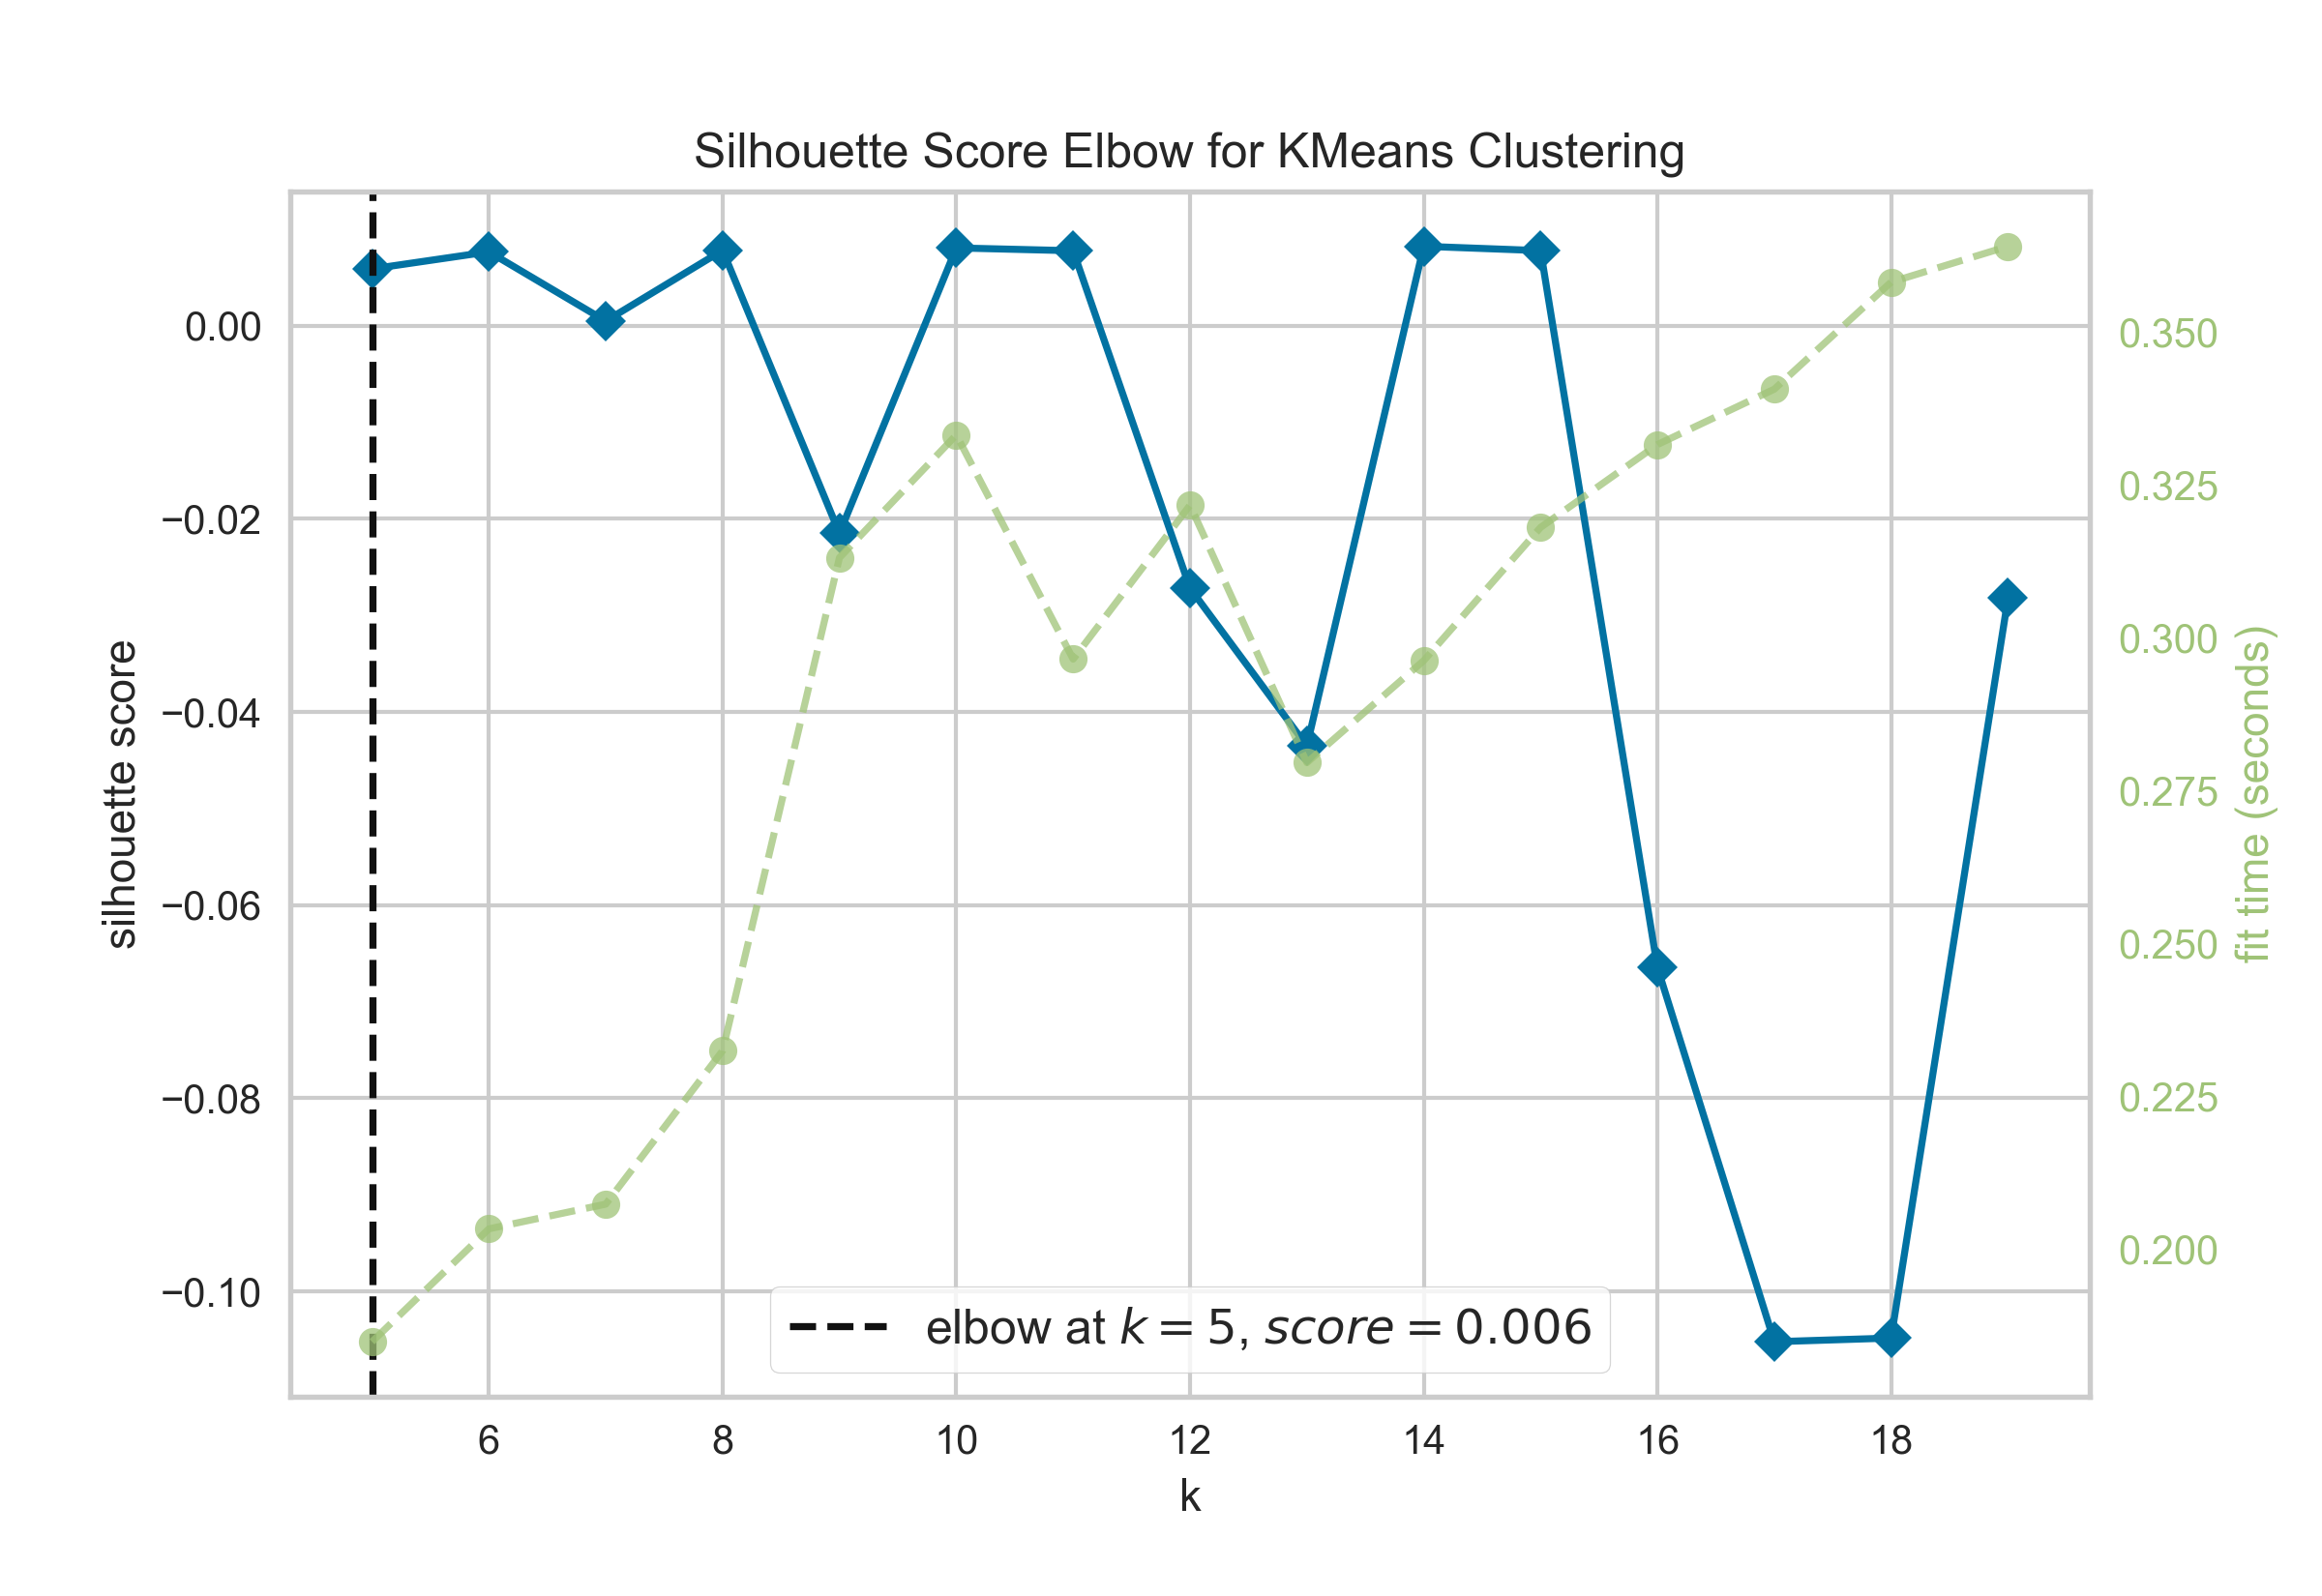 Silhouette Score Elbow for KMeans Clustering
silhouette score
0.00
−0.02
−0.04
−0.06
−0.08
−0.10
0.350
0.325
0.300
0.275
0.250
0.225
0.200
fit time (seconds)
elbow at k = 5, score = 0.006
6 8 10 12 14 16 18
k